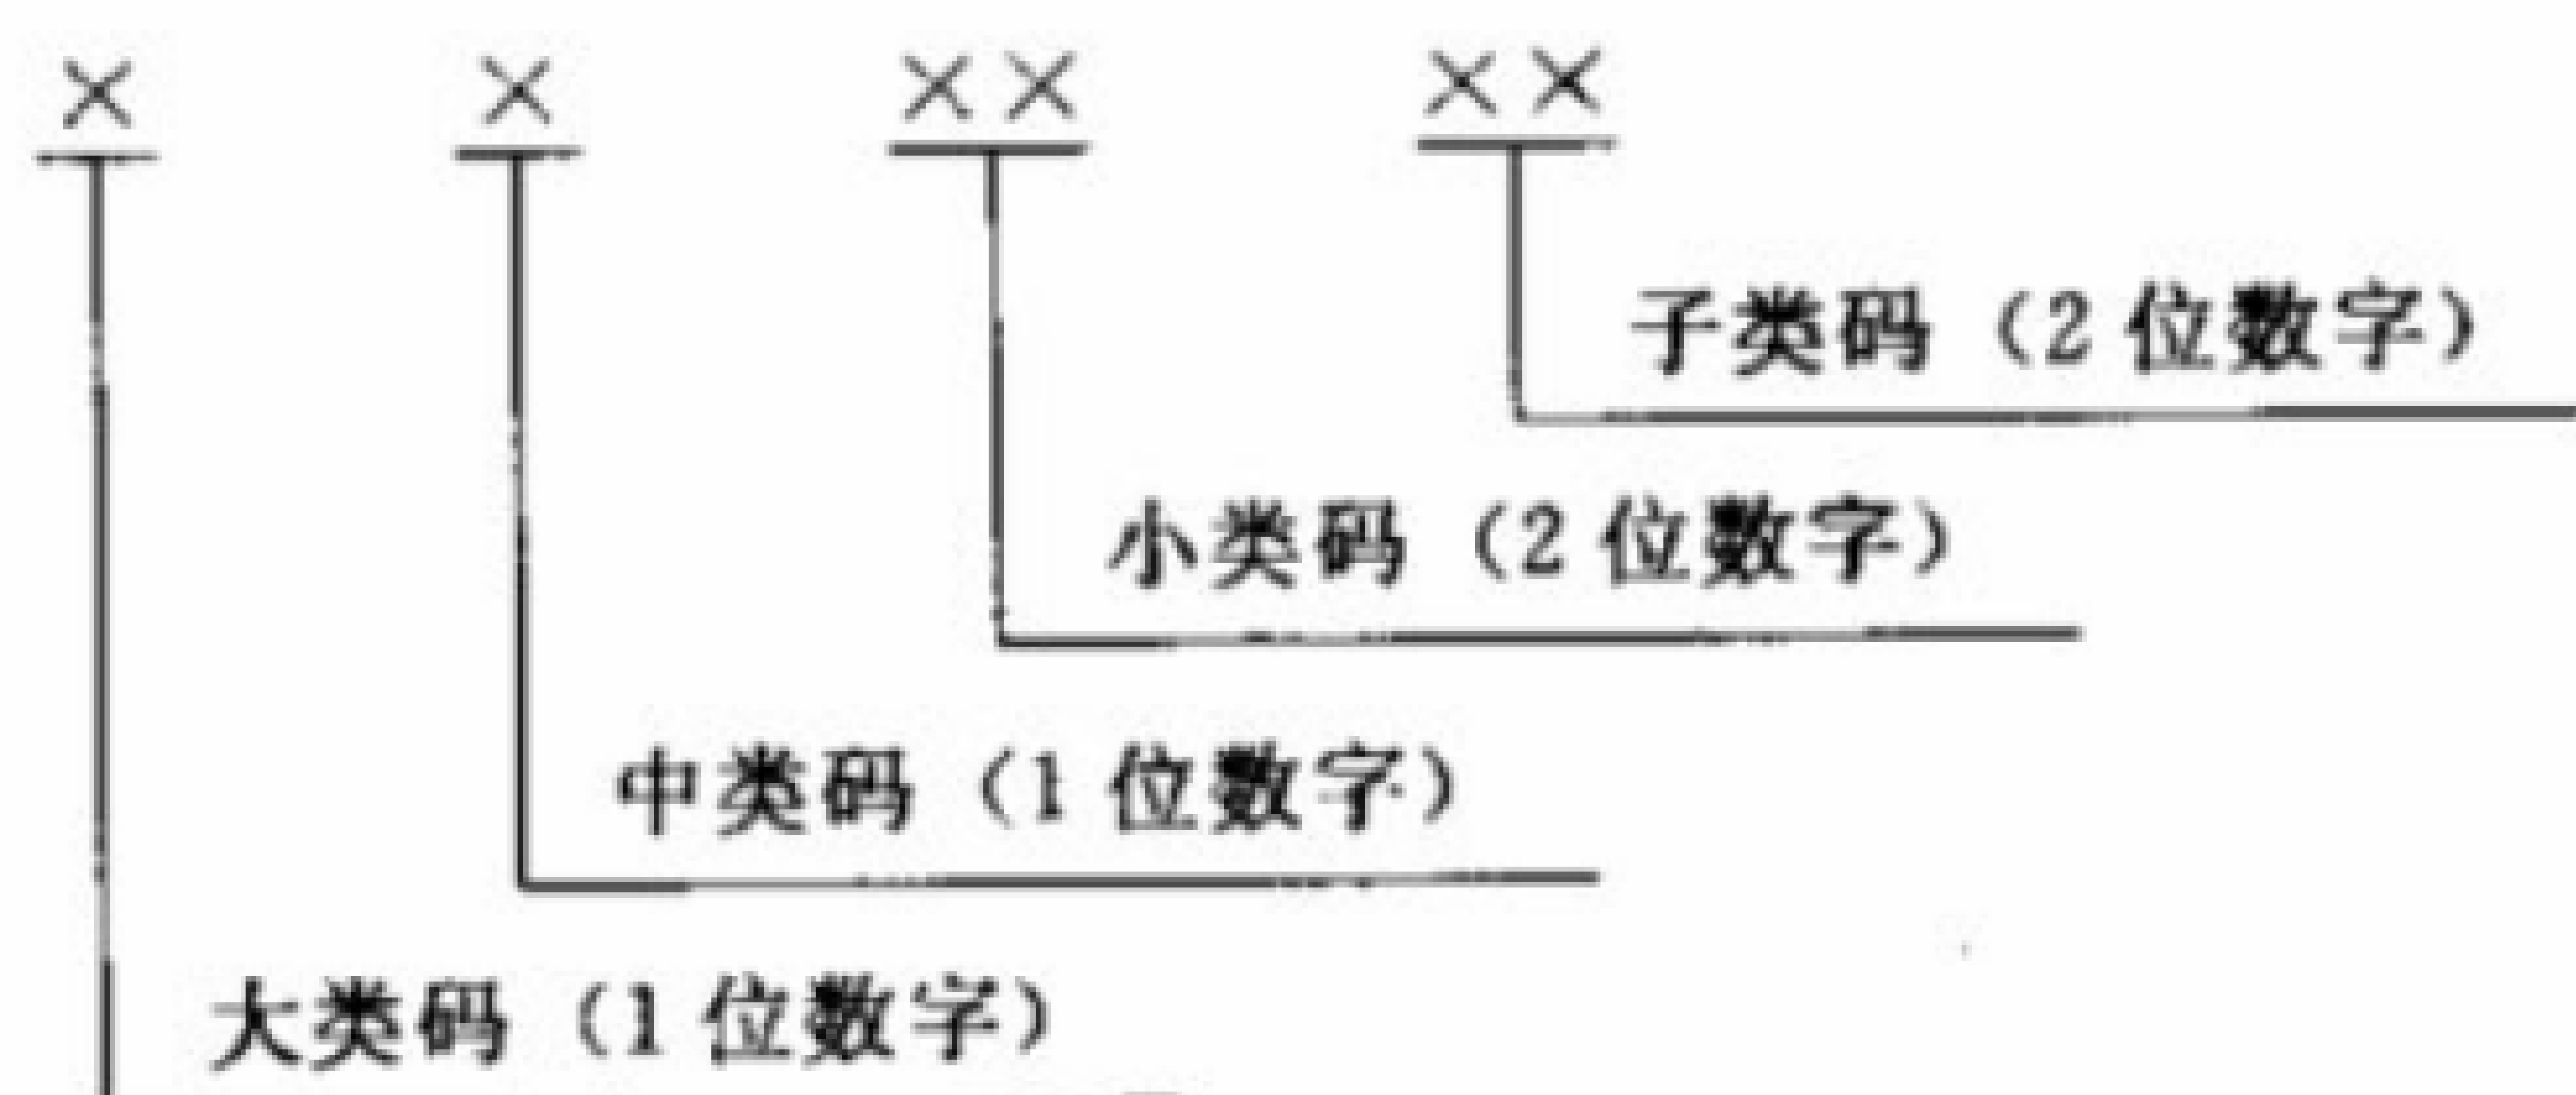 × × ×× ××
子类码（2 位数字）
小类码（2 位数字）
中类码（1 位数字）
大类码（1 位数字）